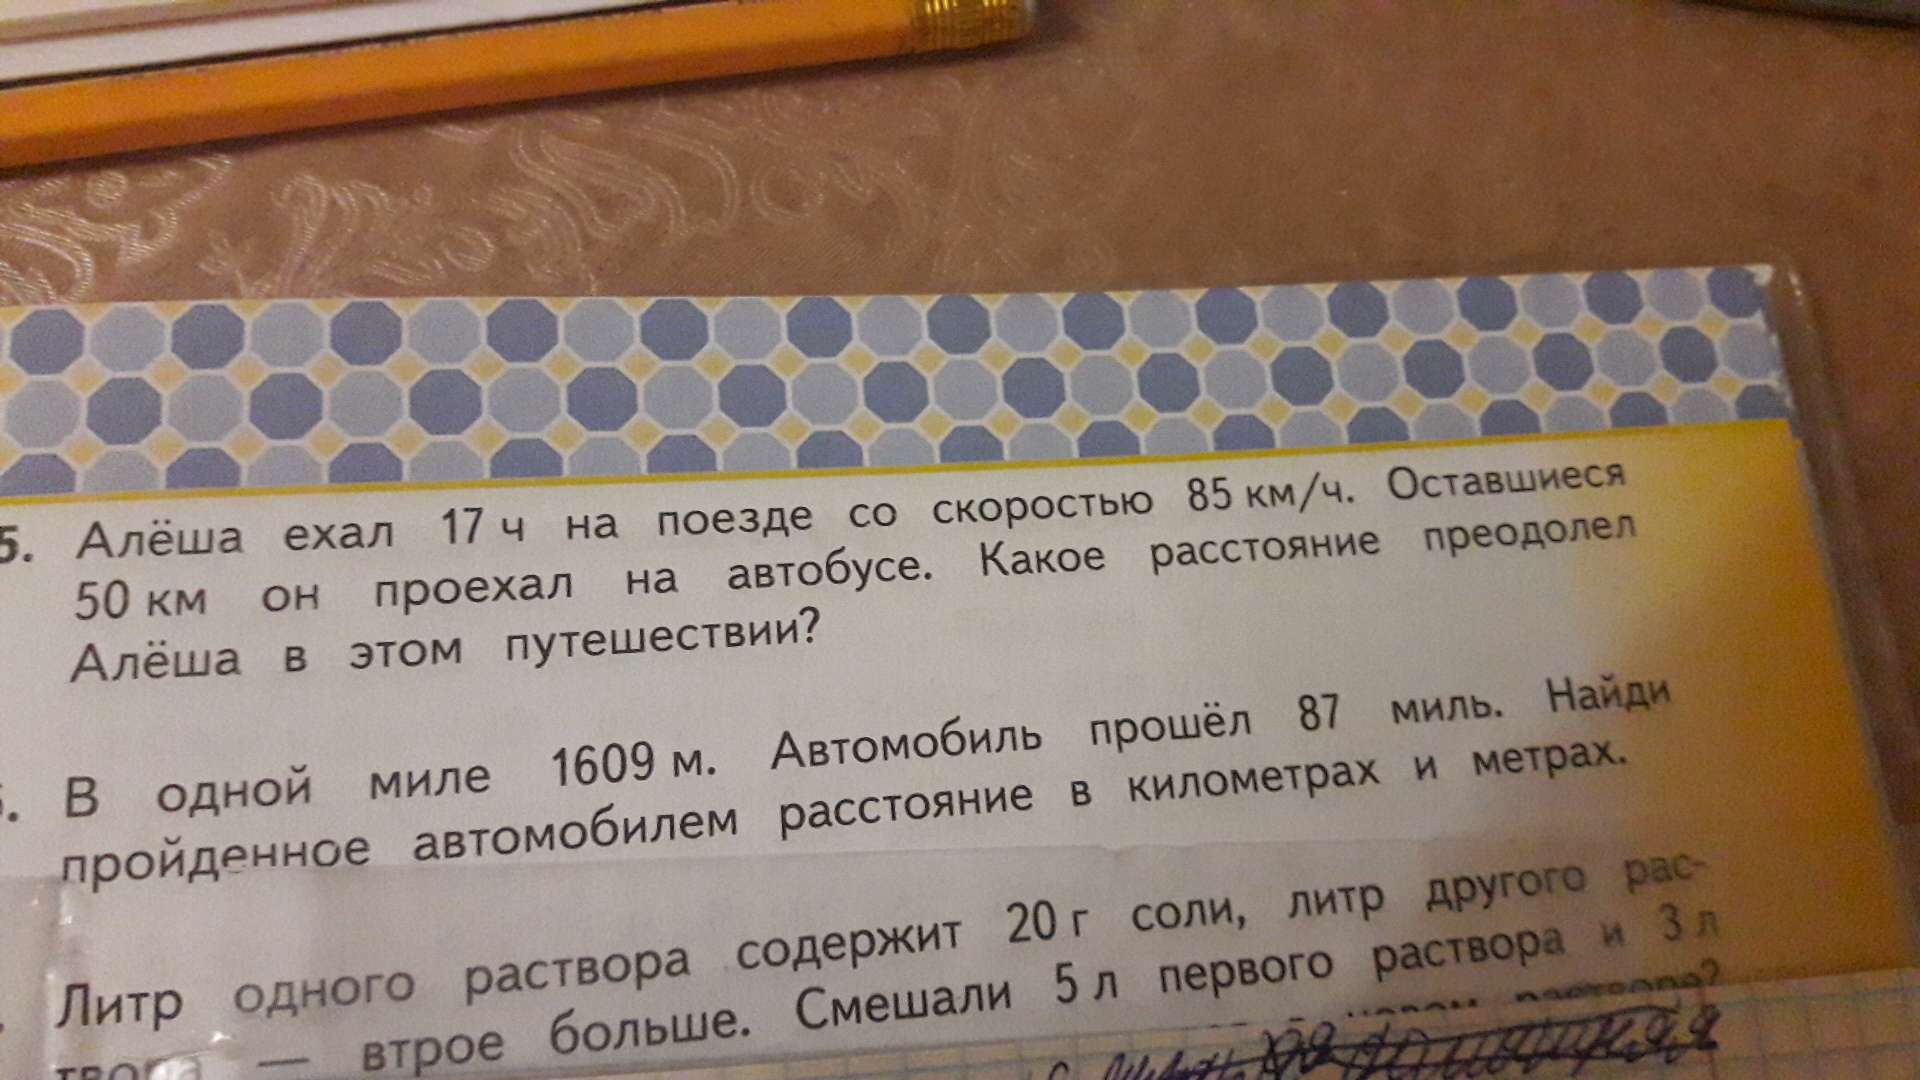 5. Алёша ехал 17 ч на поезде со скоростью 85 км/ч. Оставшиеся
50 км он проехал на автобусе. Какое расстояние преодолел
Алёша в этом путешествии?
. В одной миле 1609 м. Автомобиль прошёл 87 миль. Найди
пройденное автомобилем расстояние в километрах и метрах.
Литр одного раствора содержит 20 г соли, литр другого рас-
твора — втрое больше. Смешали 5 л первого раствора и 3 л